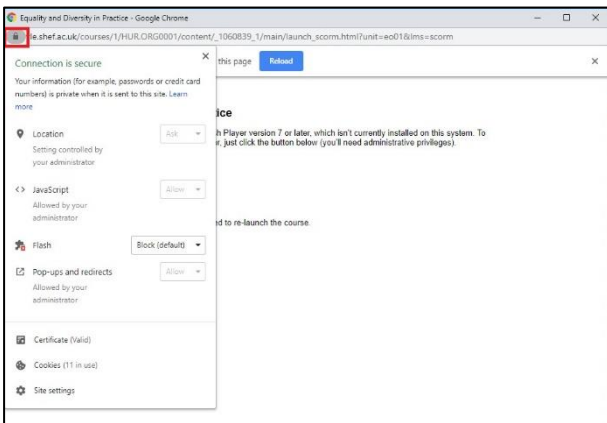 Equality and Diversity in Practice - Google Chrome
le.shef.ac.uk/courses/1/HUR.ORG0001/content/_1060839_1/main/launch_scorm.html?unit=eo01&lms=scorm
Connection is secure
Your information (for example, passwords or credit card
numbers) is private when it is sent to this site. Learn
more
this page Reload
Location Ask
Setting controlled by
your administrator
JavaScript Allow
Allowed by your
administrator
Flash Block (default)
Pop-ups and redirects Allow
Allowed by your
administrator
Certificate (Valid)
Cookies (11 in use)
Site settings
ice
h Player version 7 or later, which isn't currently installed on this system. To
r, just click the button below (you'll need administrative privileges).
ed to re-launch the course.